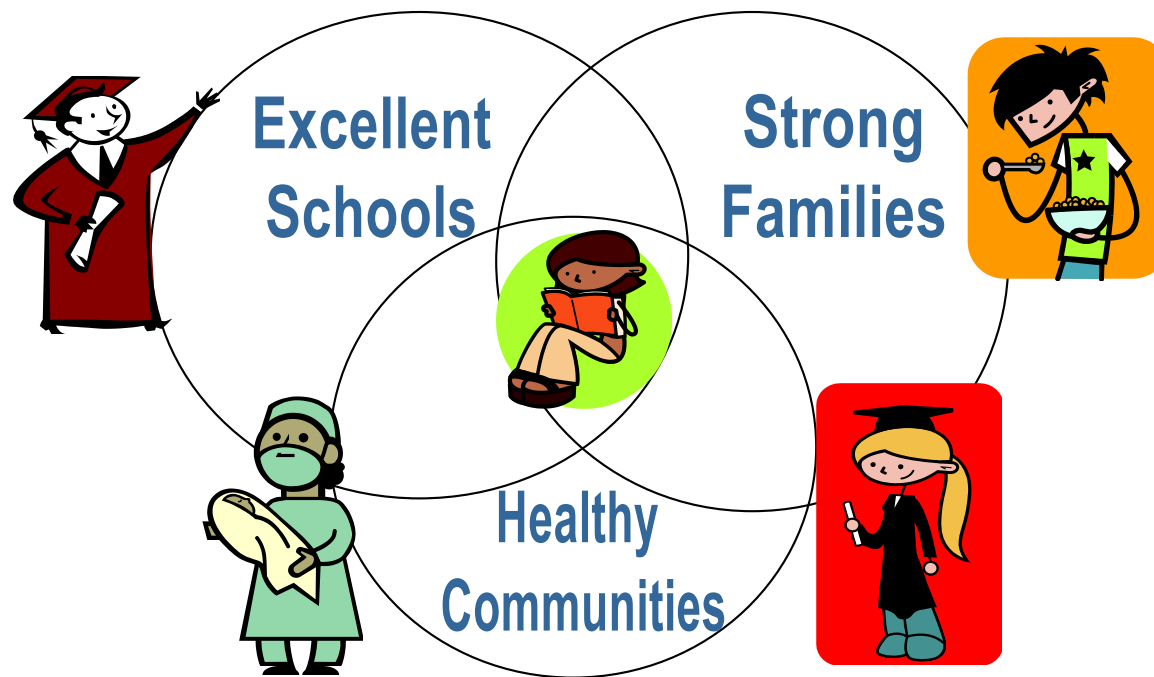 Excellent
Schools
Strong
Families
Healthy
Communities